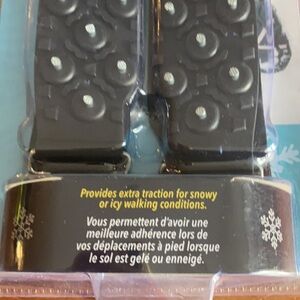 Provides extra traction for snowy
or icy walking conditions.
Vous permettent d'avoir une
meilleure adhérence lors de
vos déplacements à pied lorsque
le sol est gelé ou enneigé.